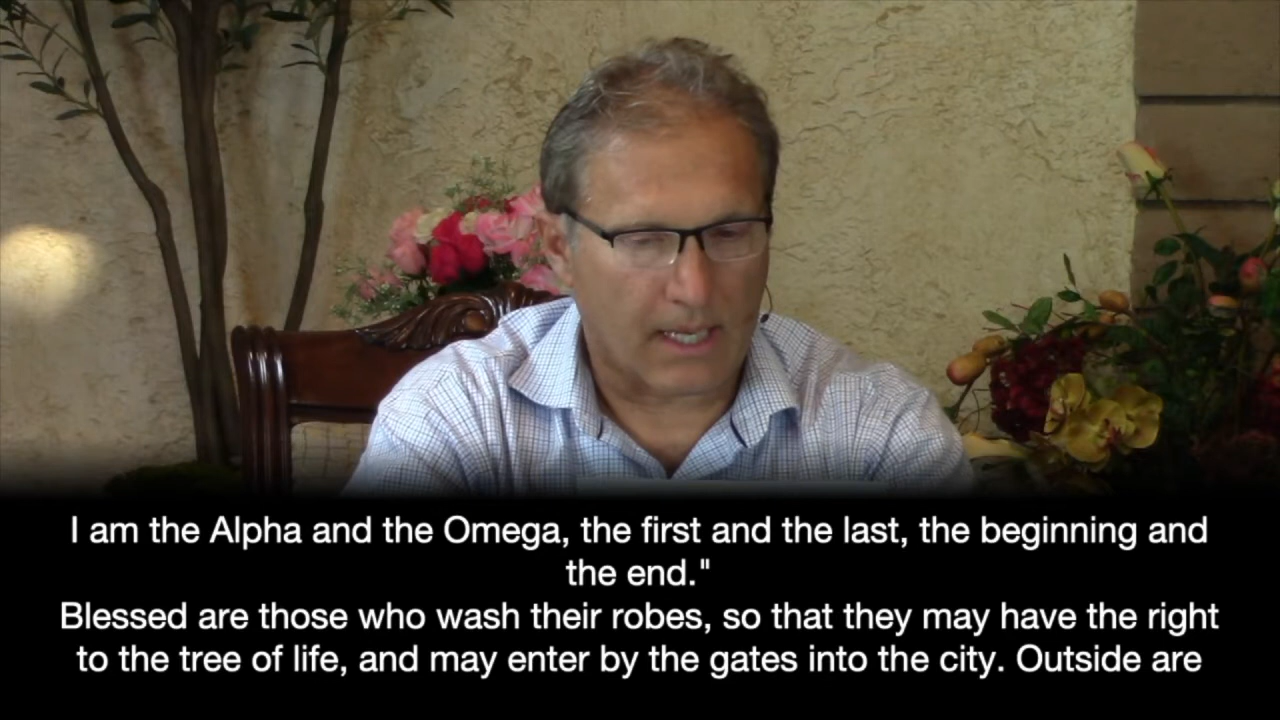 I am the Alpha and the Omega, the first and the last, the beginning and
the end."
Blessed are those who wash their robes, so that they may have the right
to the tree of life, and may enter by the gates into the city. Outside are